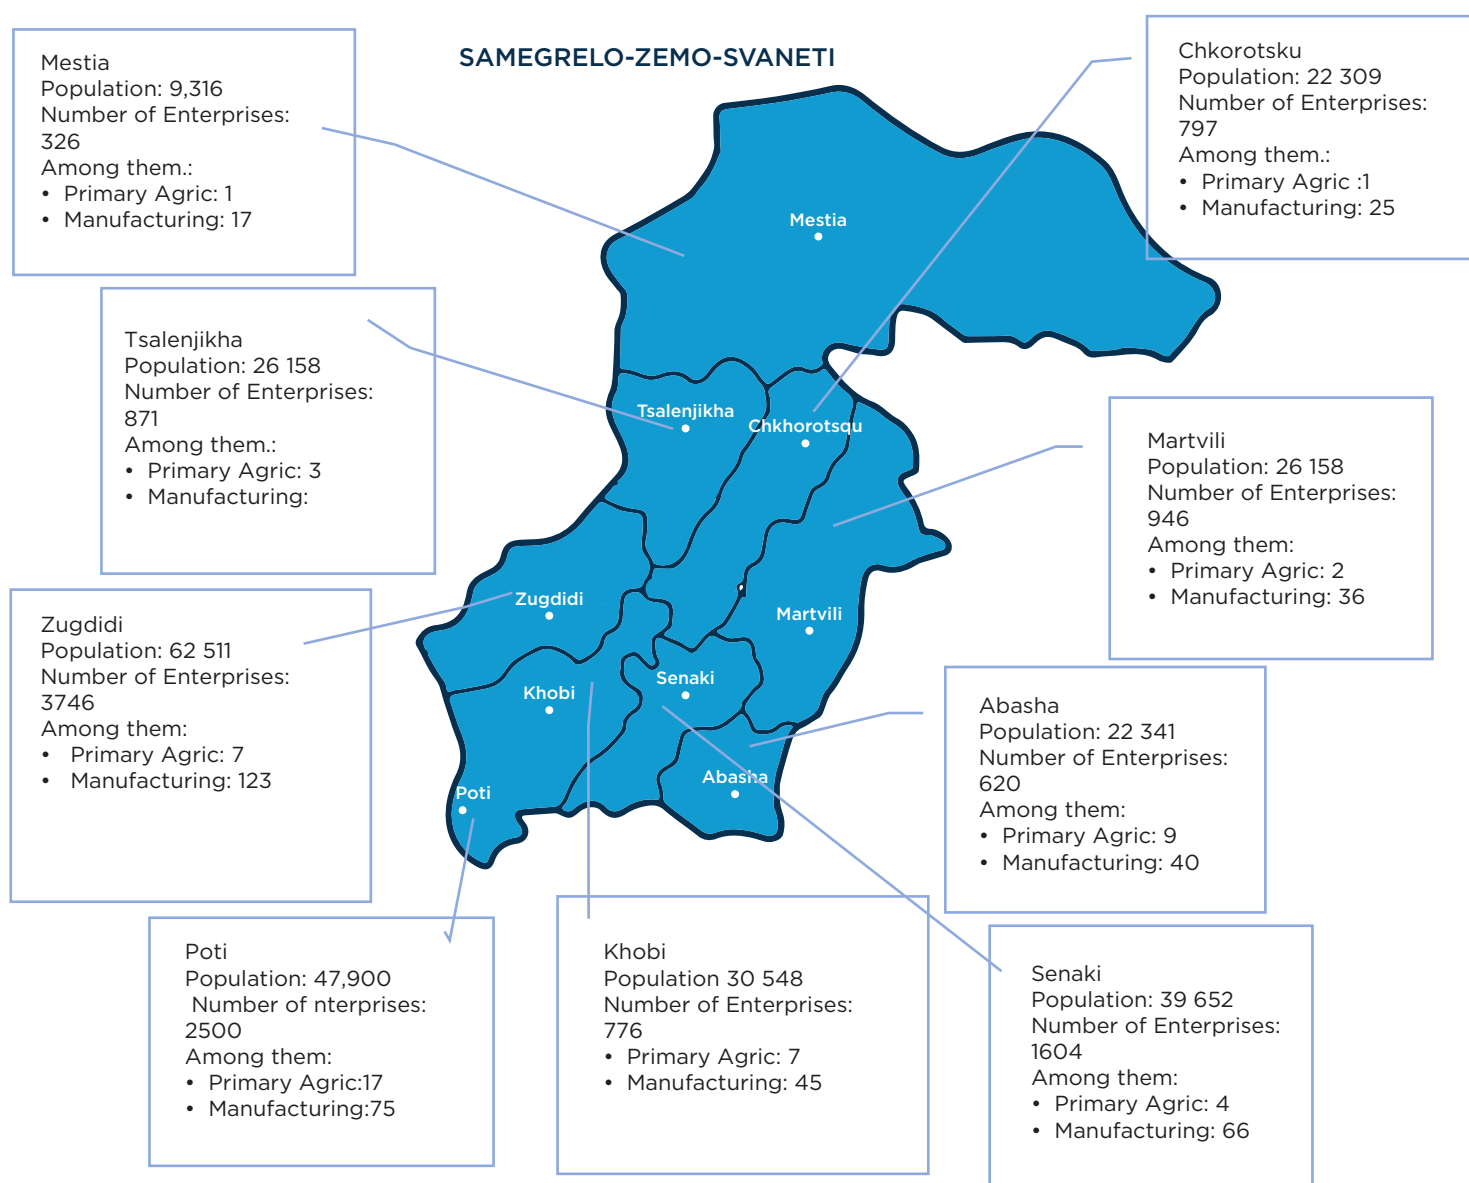 SAMEGRELO-ZEMO-SVANETI
Mestia
Population: 9,316
Number of Enterprises:
326
Among them.:
• Primary Agric: 1
• Manufacturing: 17
Chkorotsku
Population: 22 309
Number of Enterprises:
797
Among them.:
• Primary Agric :1
• Manufacturing: 25
Tsalenjikha
Population: 26 158
Number of Enterprises:
871
Among them.:
• Primary Agric: 3
• Manufacturing:
Martvili
Population: 26 158
Number of Enterprises:
946
Among them:
• Primary Agric: 2
• Manufacturing: 36
Zugdidi
Population: 62 511
Number of Enterprises:
3746
Among them:
• Primary Agric: 7
• Manufacturing: 123
Abasha
Population: 22 341
Number of Enterprises:
620
Among them:
• Primary Agric: 9
• Manufacturing: 40
Poti
Population: 47,900
Number of nterprises:
2500
Among them:
• Primary Agric:17
• Manufacturing:75
Khobi
Population 30 548
Number of Enterprises:
776
• Primary Agric: 7
• Manufacturing: 45
Senaki
Population: 39 652
Number of Enterprises:
1604
Among them:
• Primary Agric: 4
• Manufacturing: 66
Mestia
Tsalenjikha
Chkhorotsqu
Zugdidi
Martvili
Senaki
Khobi
Abasha
Poti